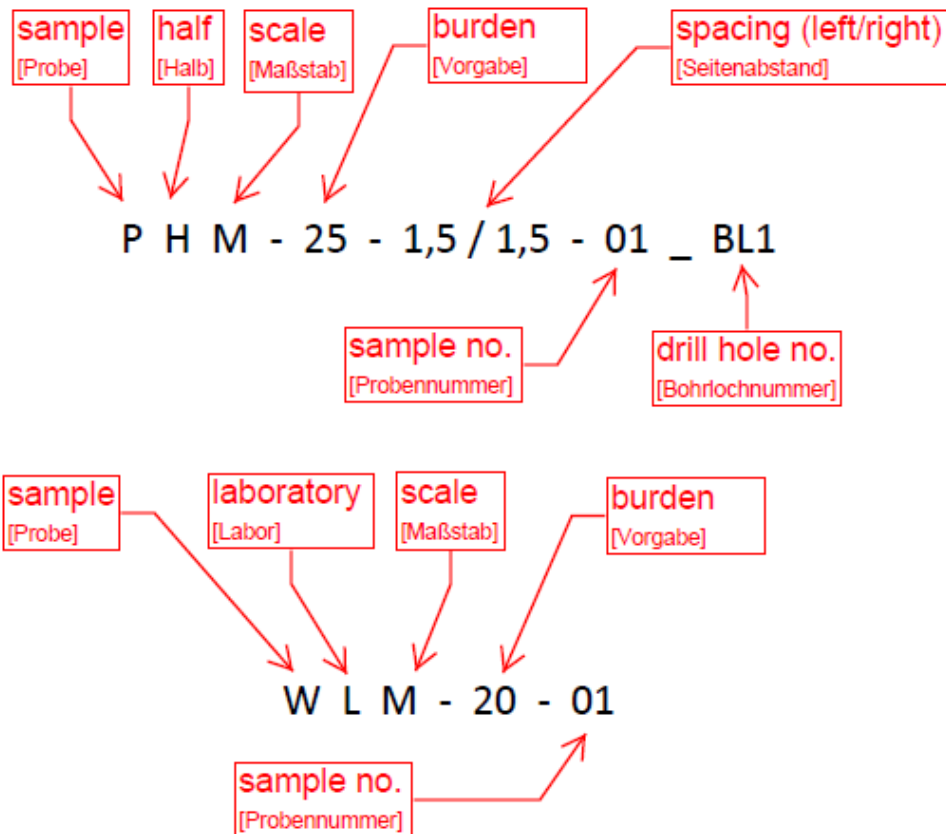 sample
[Probe]
half
[Halb]
scale
[Maßstab]
burden
[Vorgabe]
spacing (left/right)
[Seitenabstand]
P H M - 25 - 1,5 / 1,5 - 01 _ BL1
sample no.
[Probennummer]
drill hole no.
[Bohrlochnummer]
sample
[Probe]
laboratory
[Labor]
scale
[Maßstab]
burden
[Vorgabe]
W L M - 20 - 01
sample no.
[Probennummer]